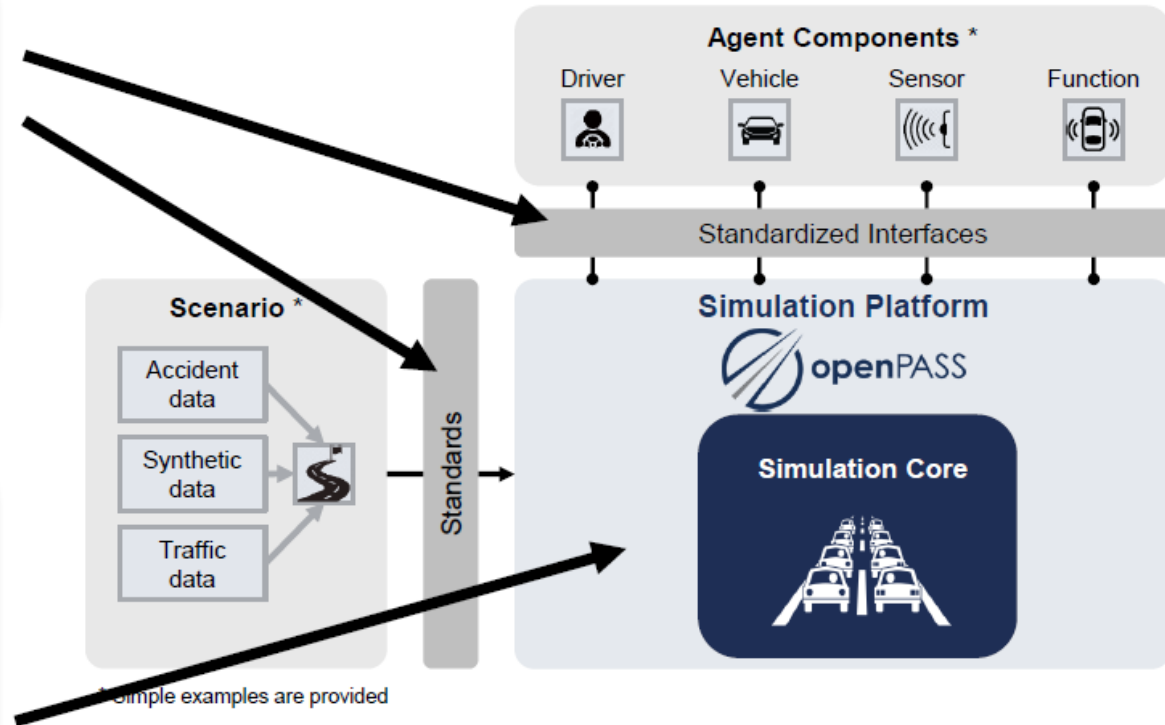 Agent Components *
Driver
Vehicle
Sensor
Function
Standardized Interfaces
Scenario *
Accident
data
Synthetic
data
Traffic
data
Standards
Simulation Platform
openPASS
Simulation Core
* Simple examples are provided